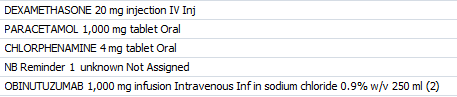 DEXAMETHASONE 20 mg injection IV Inj
PARACETAMOL 1,000 mg tablet Oral
CHLORPHENAMINE 4 mg tablet Oral
NB Reminder 1 unknown Not Assigned
OBINUTUZUMAB 1,000 mg infusion Intravenous Inf in sodium chloride 0.9% w/v 250 ml (2)